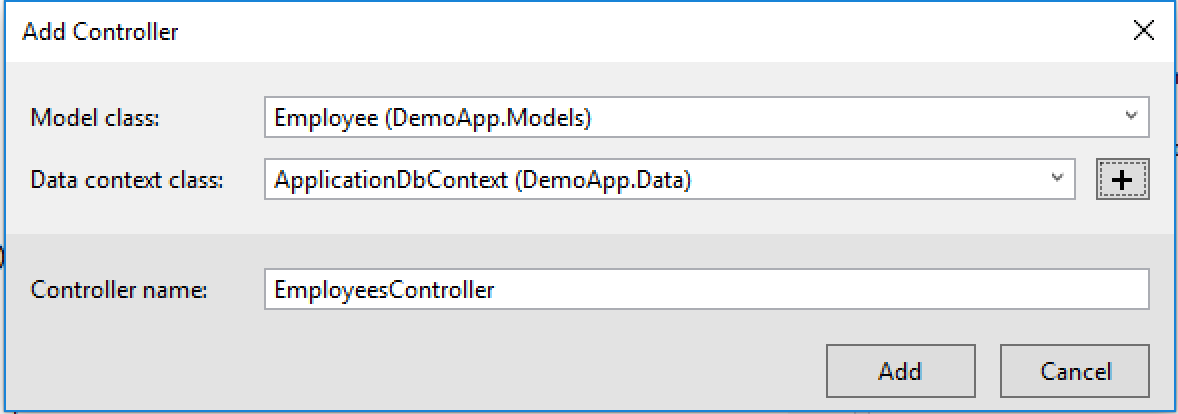 Add Controller
Model class: Employee (DemoApp.Models)
Data context class: ApplicationDbContext (DemoApp.Data) +
Controller name: EmployeesController
Add Cancel